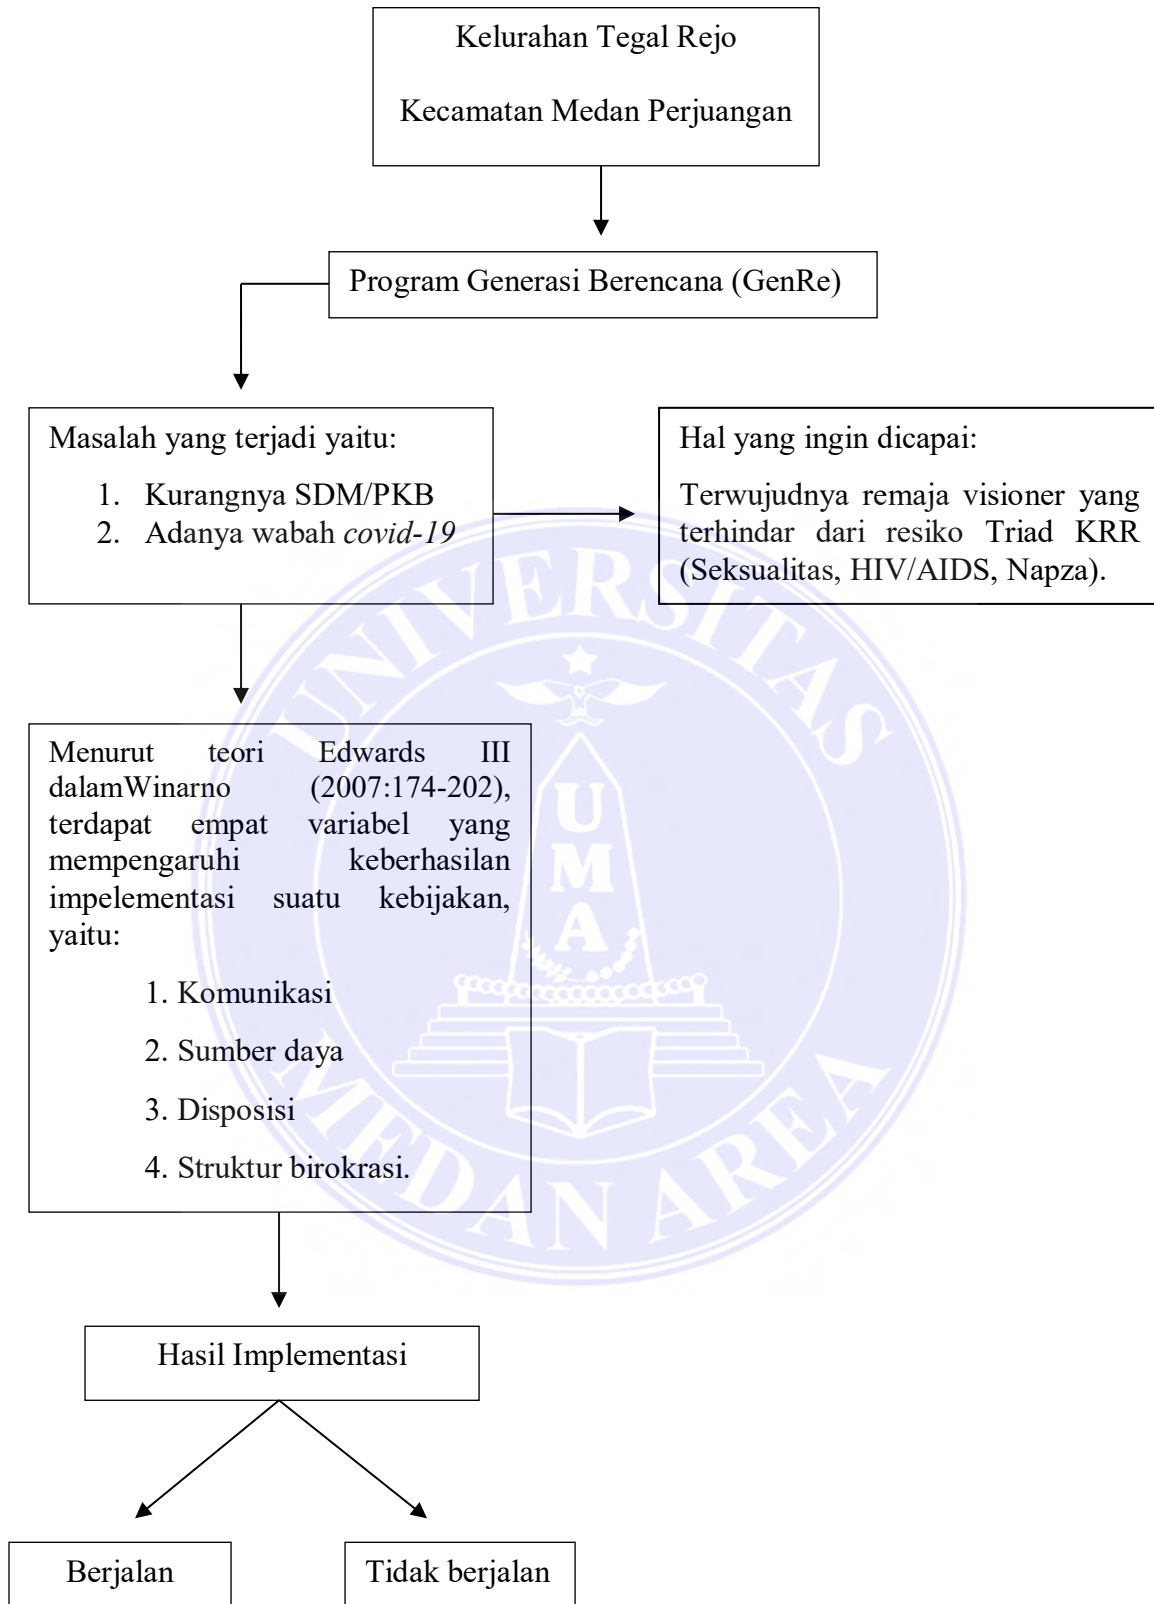 Kelurahan Tegal Rejo
Kecamatan Medan Perjuangan
Program Generasi Berencana (GenRe)
Masalah yang terjadi yaitu:
1. Kurangnya SDM/PKB
2. Adanya wabah covid-19
Hal yang ingin dicapai:
Terwujudnya remaja visioner yang
terhindar dari resiko Triad KRR
(Seksualitas, HIV/AIDS, Napza).
Menurut teori Edwards III
dalamWinarno (2007:174-202),
terdapat empat variabel yang
mempengaruhi keberhasilan
impelementasi suatu kebijakan,
yaitu:
1. Komunikasi
2. Sumber daya
3. Disposisi
4. Struktur birokrasi.
Hasil Implementasi
Berjalan
Tidak berjalan
UNIVERSITAS
UMA
MEDAN AREA